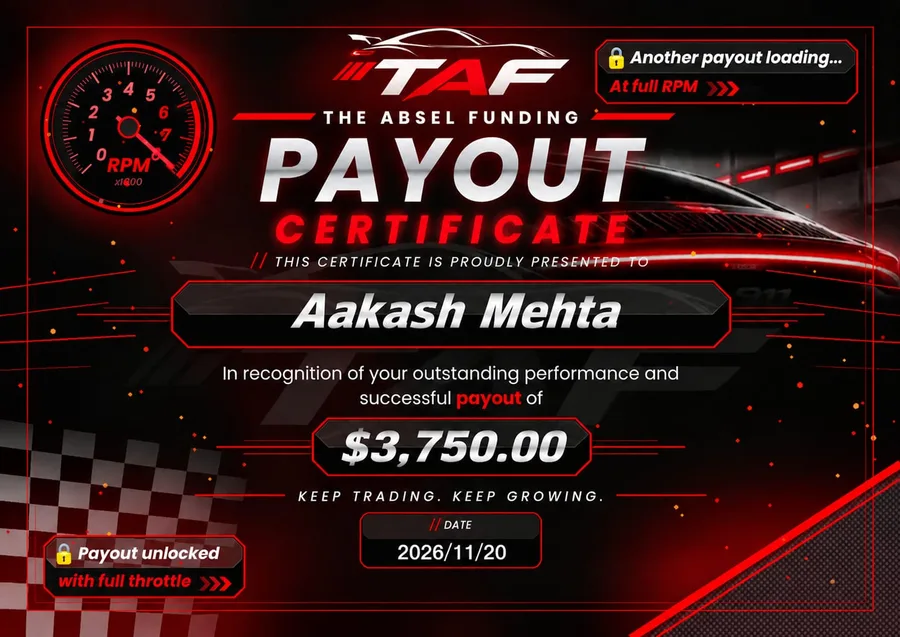 TAF
THE ABSEL FUNDING
PAYOUT
CERTIFICATE
// THIS CERTIFICATE IS PROUDLY PRESENTED TO
Aakash Mehta
In recognition of your outstanding performance and
successful payout of
$3,750.00
KEEP TRADING. KEEP GROWING.
// DATE
2026/11/20
Another payout loading...
At full RPM
0 1 2 3 4 5 6 7 8
RPM
Payout unlocked
with full throttle
TAF